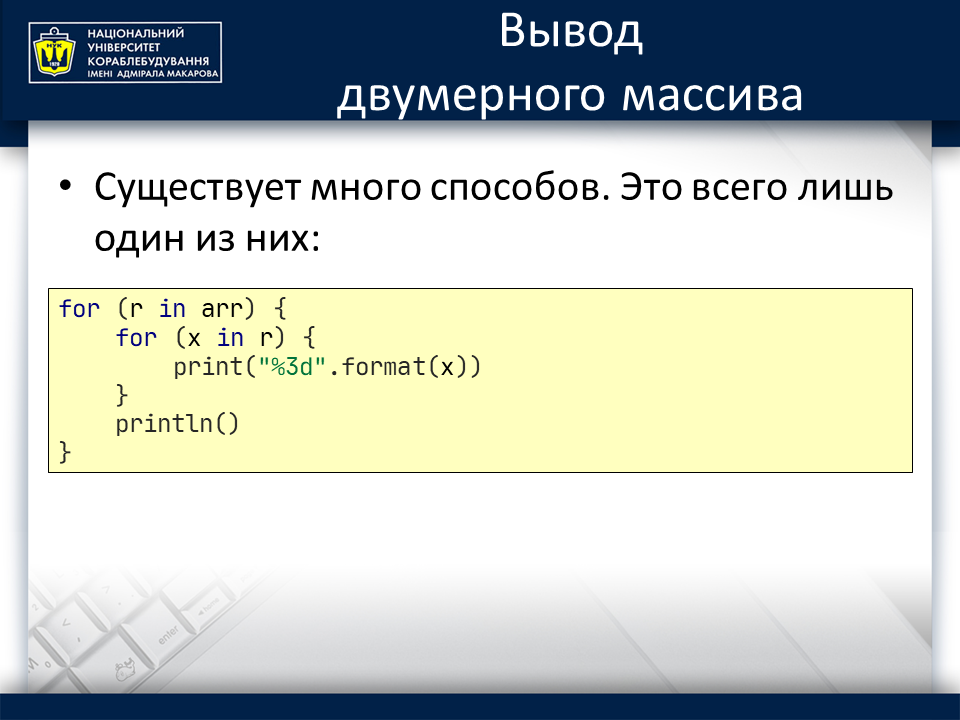 НАЦІОНАЛЬНИЙ
УНІВЕРСИТЕТ
КОРАБЛЕБУДУВАННЯ
ІМЕНІ АДМІРАЛА МАКАРОВА
НУК
1920
Вывод
двумерного массива
• Существует много способов. Это всего лишь
один из них:
for (r in arr) {
    for (x in r) {
        print("%3d".format(x))
    }
    println()
}
enter